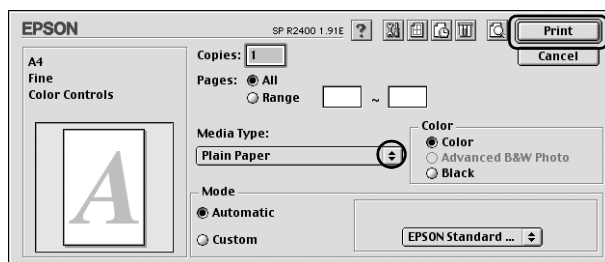 EPSON
SP R2400 1.91E
?
Print
Cancel
A4
Fine
Color Controls
A
Copies: 1
Pages: All
Range ~
Media Type:
Plain Paper
Color
Color
Advanced B&W Photo
Black
Mode
Automatic
Custom
EPSON Standard ...